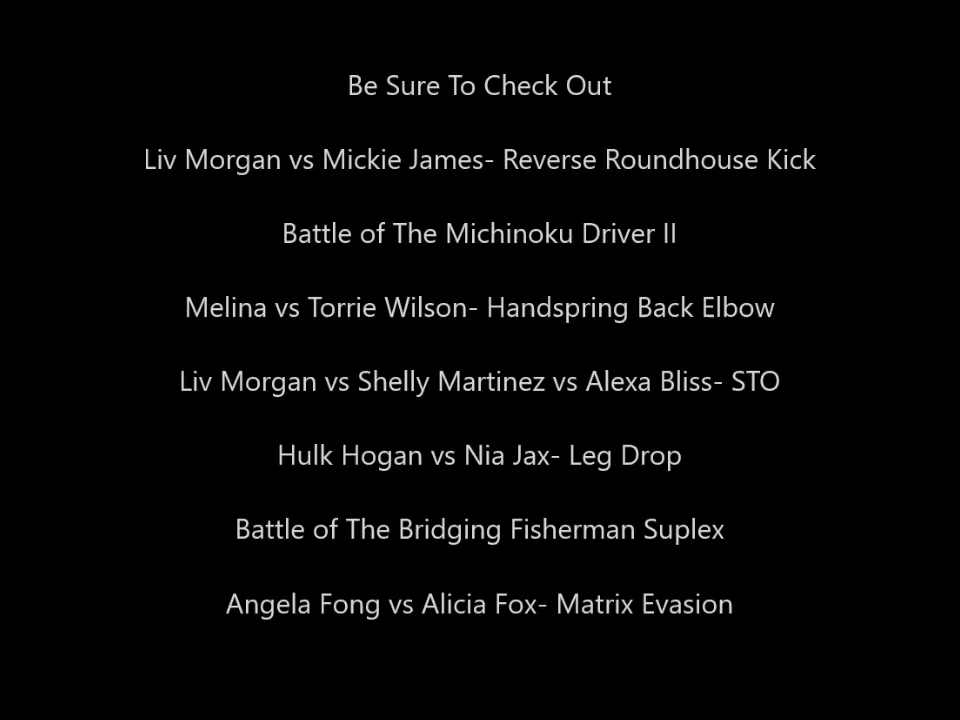 Be Sure To Check Out
Liv Morgan vs Mickie James- Reverse Roundhouse Kick
Battle of The Michinoku Driver II
Melina vs Torrie Wilson- Handspring Back Elbow
Liv Morgan vs Shelly Martinez vs Alexa Bliss- STO
Hulk Hogan vs Nia Jax- Leg Drop
Battle of The Bridging Fisherman Suplex
Angela Fong vs Alicia Fox- Matrix Evasion